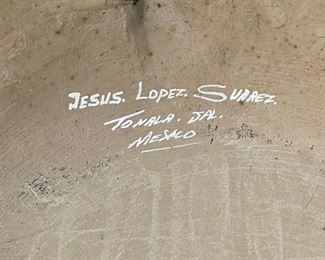 JESUS. LOPEZ. SUAREZ.
TONALA. JAL.
MEXICO